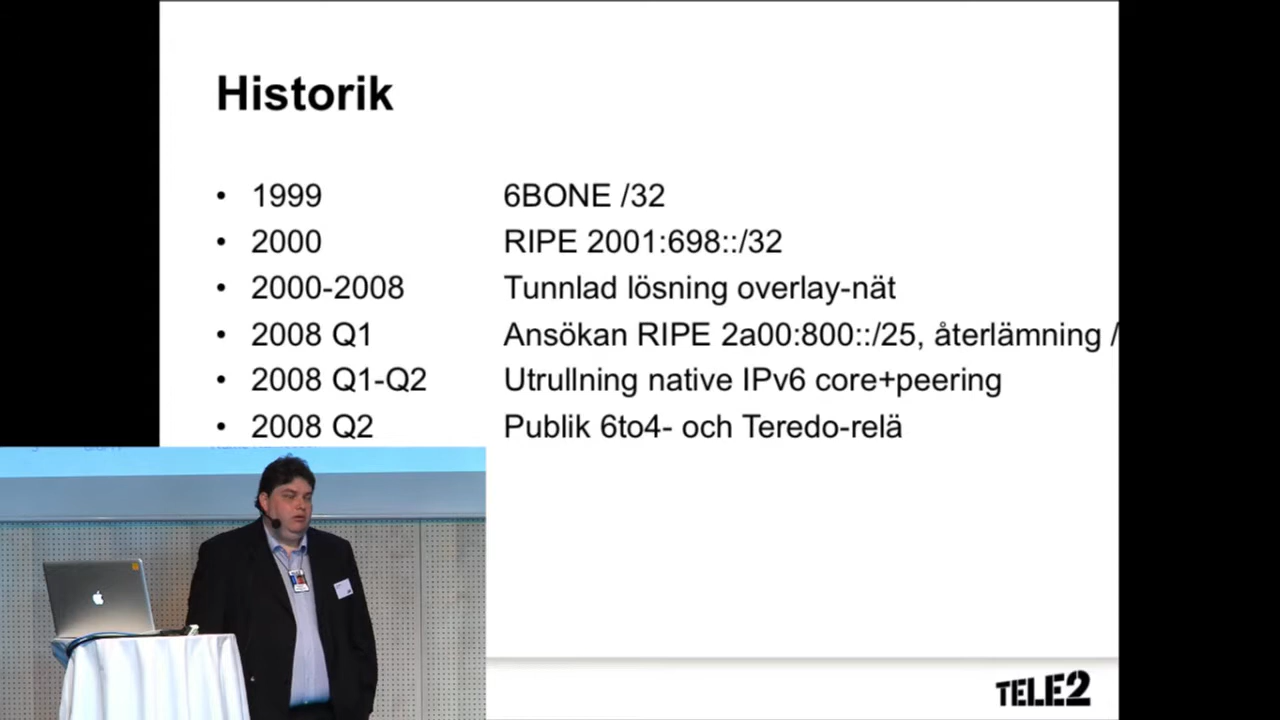 Historik
• 1999 6BONE /32
• 2000 RIPE 2001:698::/32
• 2000-2008 Tunnlad lösning overlay-nät
• 2008 Q1 Ansökan RIPE 2a00:800::/25, återlämning /
• 2008 Q1-Q2 Utrullning native IPv6 core+peering
• 2008 Q2 Publik 6to4- och Teredo-relä
TELE2